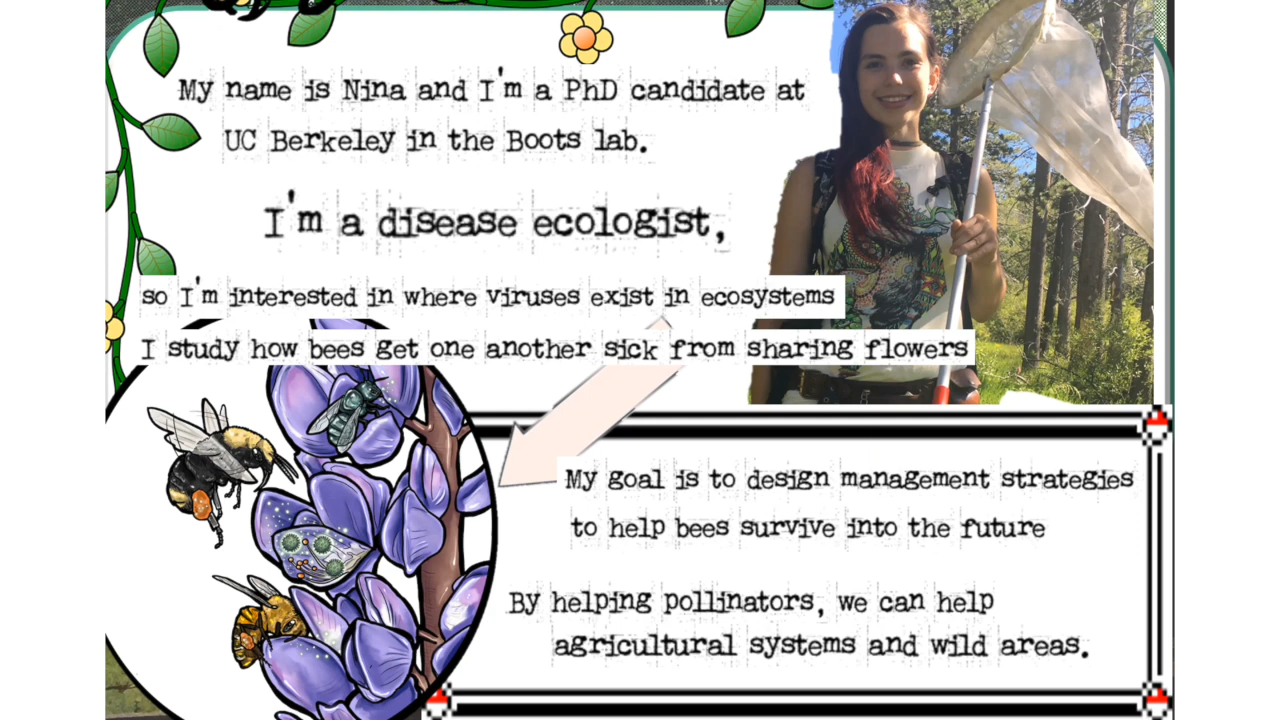 My name is Nina and I'm a PhD candidate at
UC Berkeley in the Boots lab.
I'm a disease ecologist,
so I'm interested in where viruses exist in ecosystems
I study how bees get one another sick from sharing flowers
My goal is to design management strategies
to help bees survive into the future
By helping pollinators, we can help
agricultural systems and wild areas.